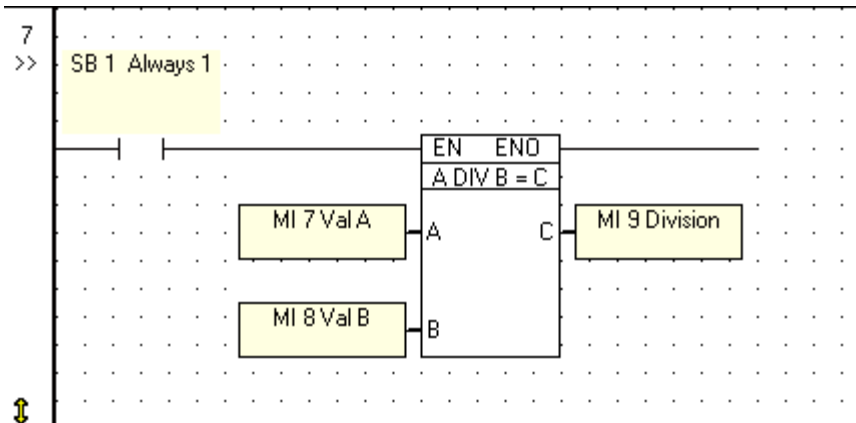 7
>>
SB 1 Always 1
EN ENO
A DIV B = C
MI 7 Val A
A
C
MI 9 Division
MI 8 Val B
B